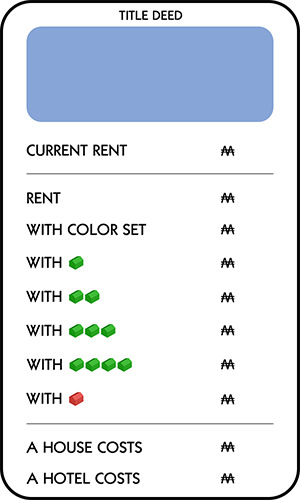 TITLE DEED
CURRENT RENT ₩
RENT ₩
WITH COLOR SET ₩
WITH ₩
WITH ₩
WITH ₩
WITH ₩
WITH ₩
A HOUSE COSTS ₩
A HOTEL COSTS ₩